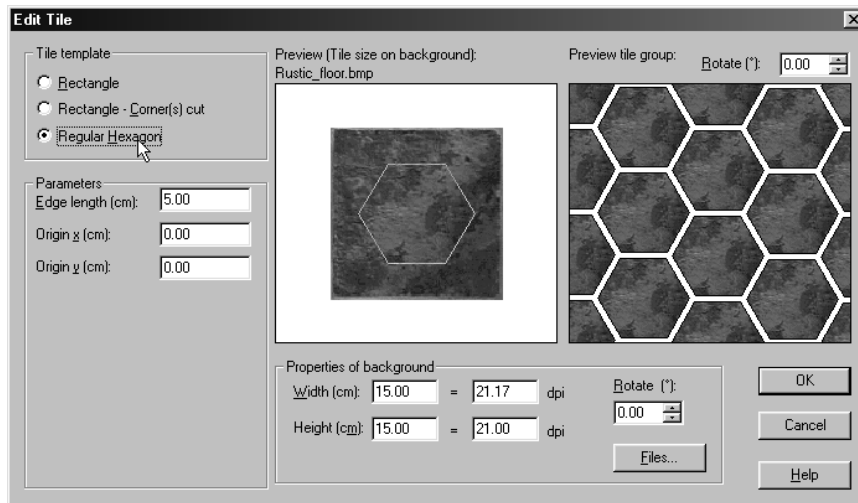 Edit Tile
Tile template
Rectangle
Rectangle - Corner(s) cut
Regular Hexagon
Parameters
Edge length (cm): 5.00
Origin x (cm): 0.00
Origin y (cm): 0.00
Preview (Tile size on background):
Rustic_floor.bmp
Preview tile group: Rotate (°): 0.00
Properties of background
Width (cm): 15.00 = 21.17 dpi
Height (cm): 15.00 = 21.00 dpi
Rotate (°):
0.00
Files...
OK
Cancel
Help